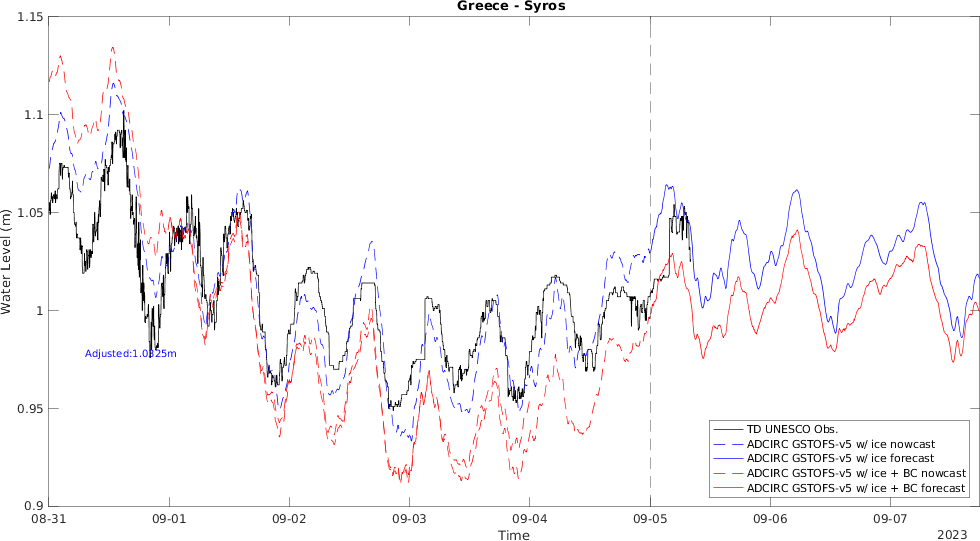 Greece - Syros
1.15
1.1
1.05
1
0.95
0.9
Water Level (m)
Adjusted:1.0325m
TD UNESCO Obs.
ADCIRC GSTOFS-v5 w/ ice nowcast
ADCIRC GSTOFS-v5 w/ ice forecast
ADCIRC GSTOFS-v5 w/ ice + BC nowcast
ADCIRC GSTOFS-v5 w/ ice + BC forecast
08-31 09-01 09-02 09-03 09-04 09-05 09-06 09-07
Time
2023